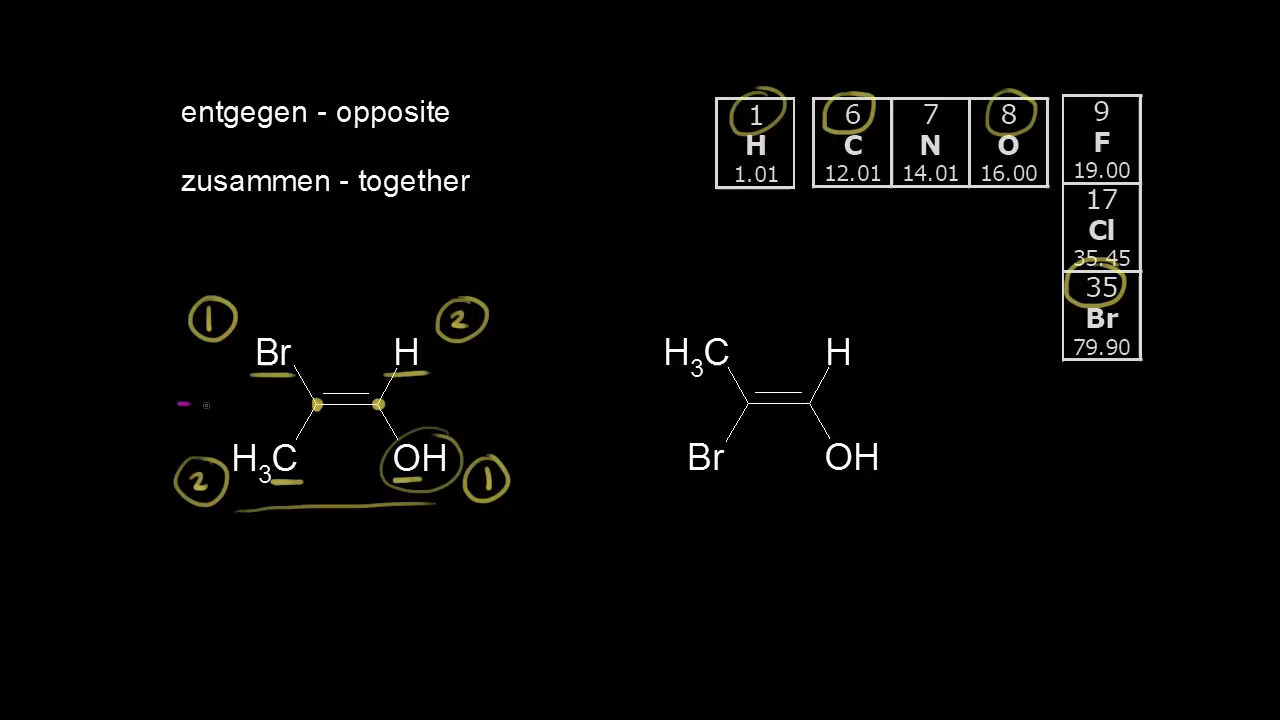 entgegen - opposite
zusammen - together
1 6 7 8 9
H C N O F
1.01 12.01 14.01 16.00 19.00
17
Cl
35.45
35
Br
79.90
1 2
Br H
H3C OH
2 1
H3C H
Br OH